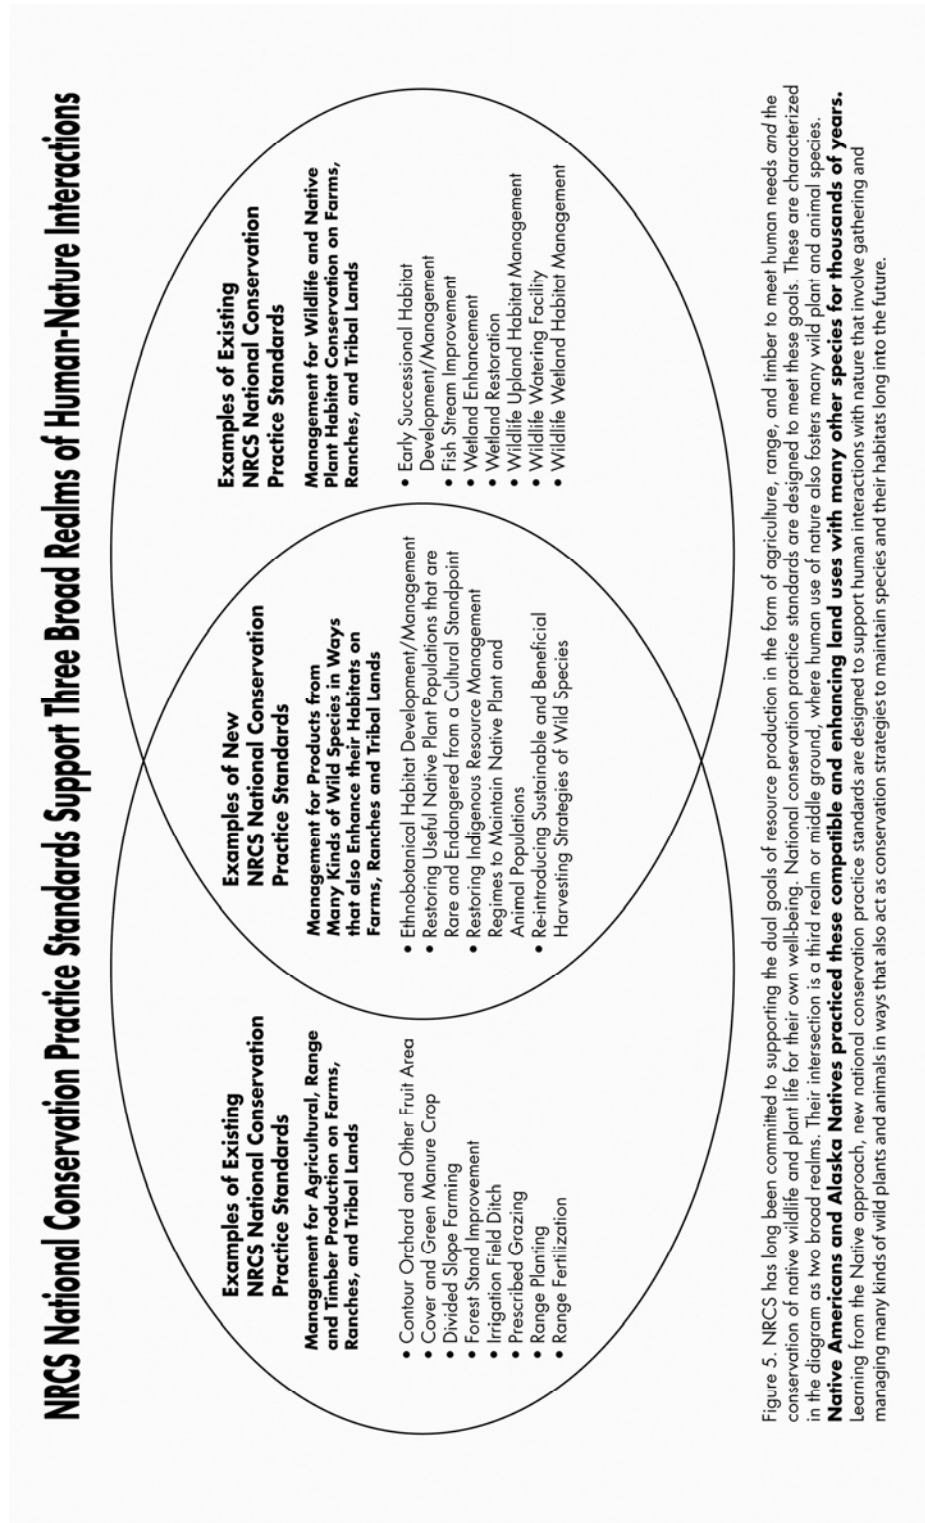 NRCS National Conservation Practice Standards Support Three Broad Realms of Human-Nature Interactions
Examples of Existing
NRCS National Conservation
Practice Standards
Management for Agricultural, Range
and Timber Production on Farms,
Ranches, and Tribal Lands
• Contour Orchard and Other Fruit Area
• Cover and Green Manure Crop
• Divided Slope Farming
• Forest Stand Improvement
• Irrigation Field Ditch
• Prescribed Grazing
• Range Planting
• Range Fertilization
Examples of New
NRCS National Conservation
Practice Standards
Management for Products from
Many Kinds of Wild Species in Ways
that also Enhance their Habitats on
Farms, Ranches and Tribal Lands
• Ethnobotanical Habitat Development/Management
• Restoring Useful Native Plant Populations that are
Rare and Endangered from a Cultural Standpoint
• Restoring Indigenous Resource Management
Regimes to Maintain Native Plant and
Animal Populations
• Re-introducing Sustainable and Beneficial
Harvesting Strategies of Wild Species
Examples of Existing
NRCS National Conservation
Practice Standards
Management for Wildlife and Native
Plant Habitat Conservation on Farms,
Ranches, and Tribal Lands
• Early Successional Habitat
Development/Management
• Fish Stream Improvement
• Wetland Enhancement
• Wetland Restoration
• Wildlife Upland Habitat Management
• Wildlife Watering Facility
• Wildlife Wetland Habitat Management
Figure 5. NRCS has long been committed to supporting the dual goals of resource production in the form of agriculture, range, and timber to meet human needs and the
conservation of native wildlife and plant life for their own well-being. National conservation practice standards are designed to meet these goals. These are characterized
in the diagram as two broad realms. Their intersection is a third realm or middle ground, where human use of nature also fosters many wild plant and animal species.
Native Americans and Alaska Natives practiced these compatible and enhancing land uses with many other species for thousands of years.
Learning from the Native approach, new national conservation practice standards are designed to support human interactions with nature that involve gathering and
managing many kinds of wild plants and animals in ways that also act as conservation strategies to maintain species and their habitats long into the future.